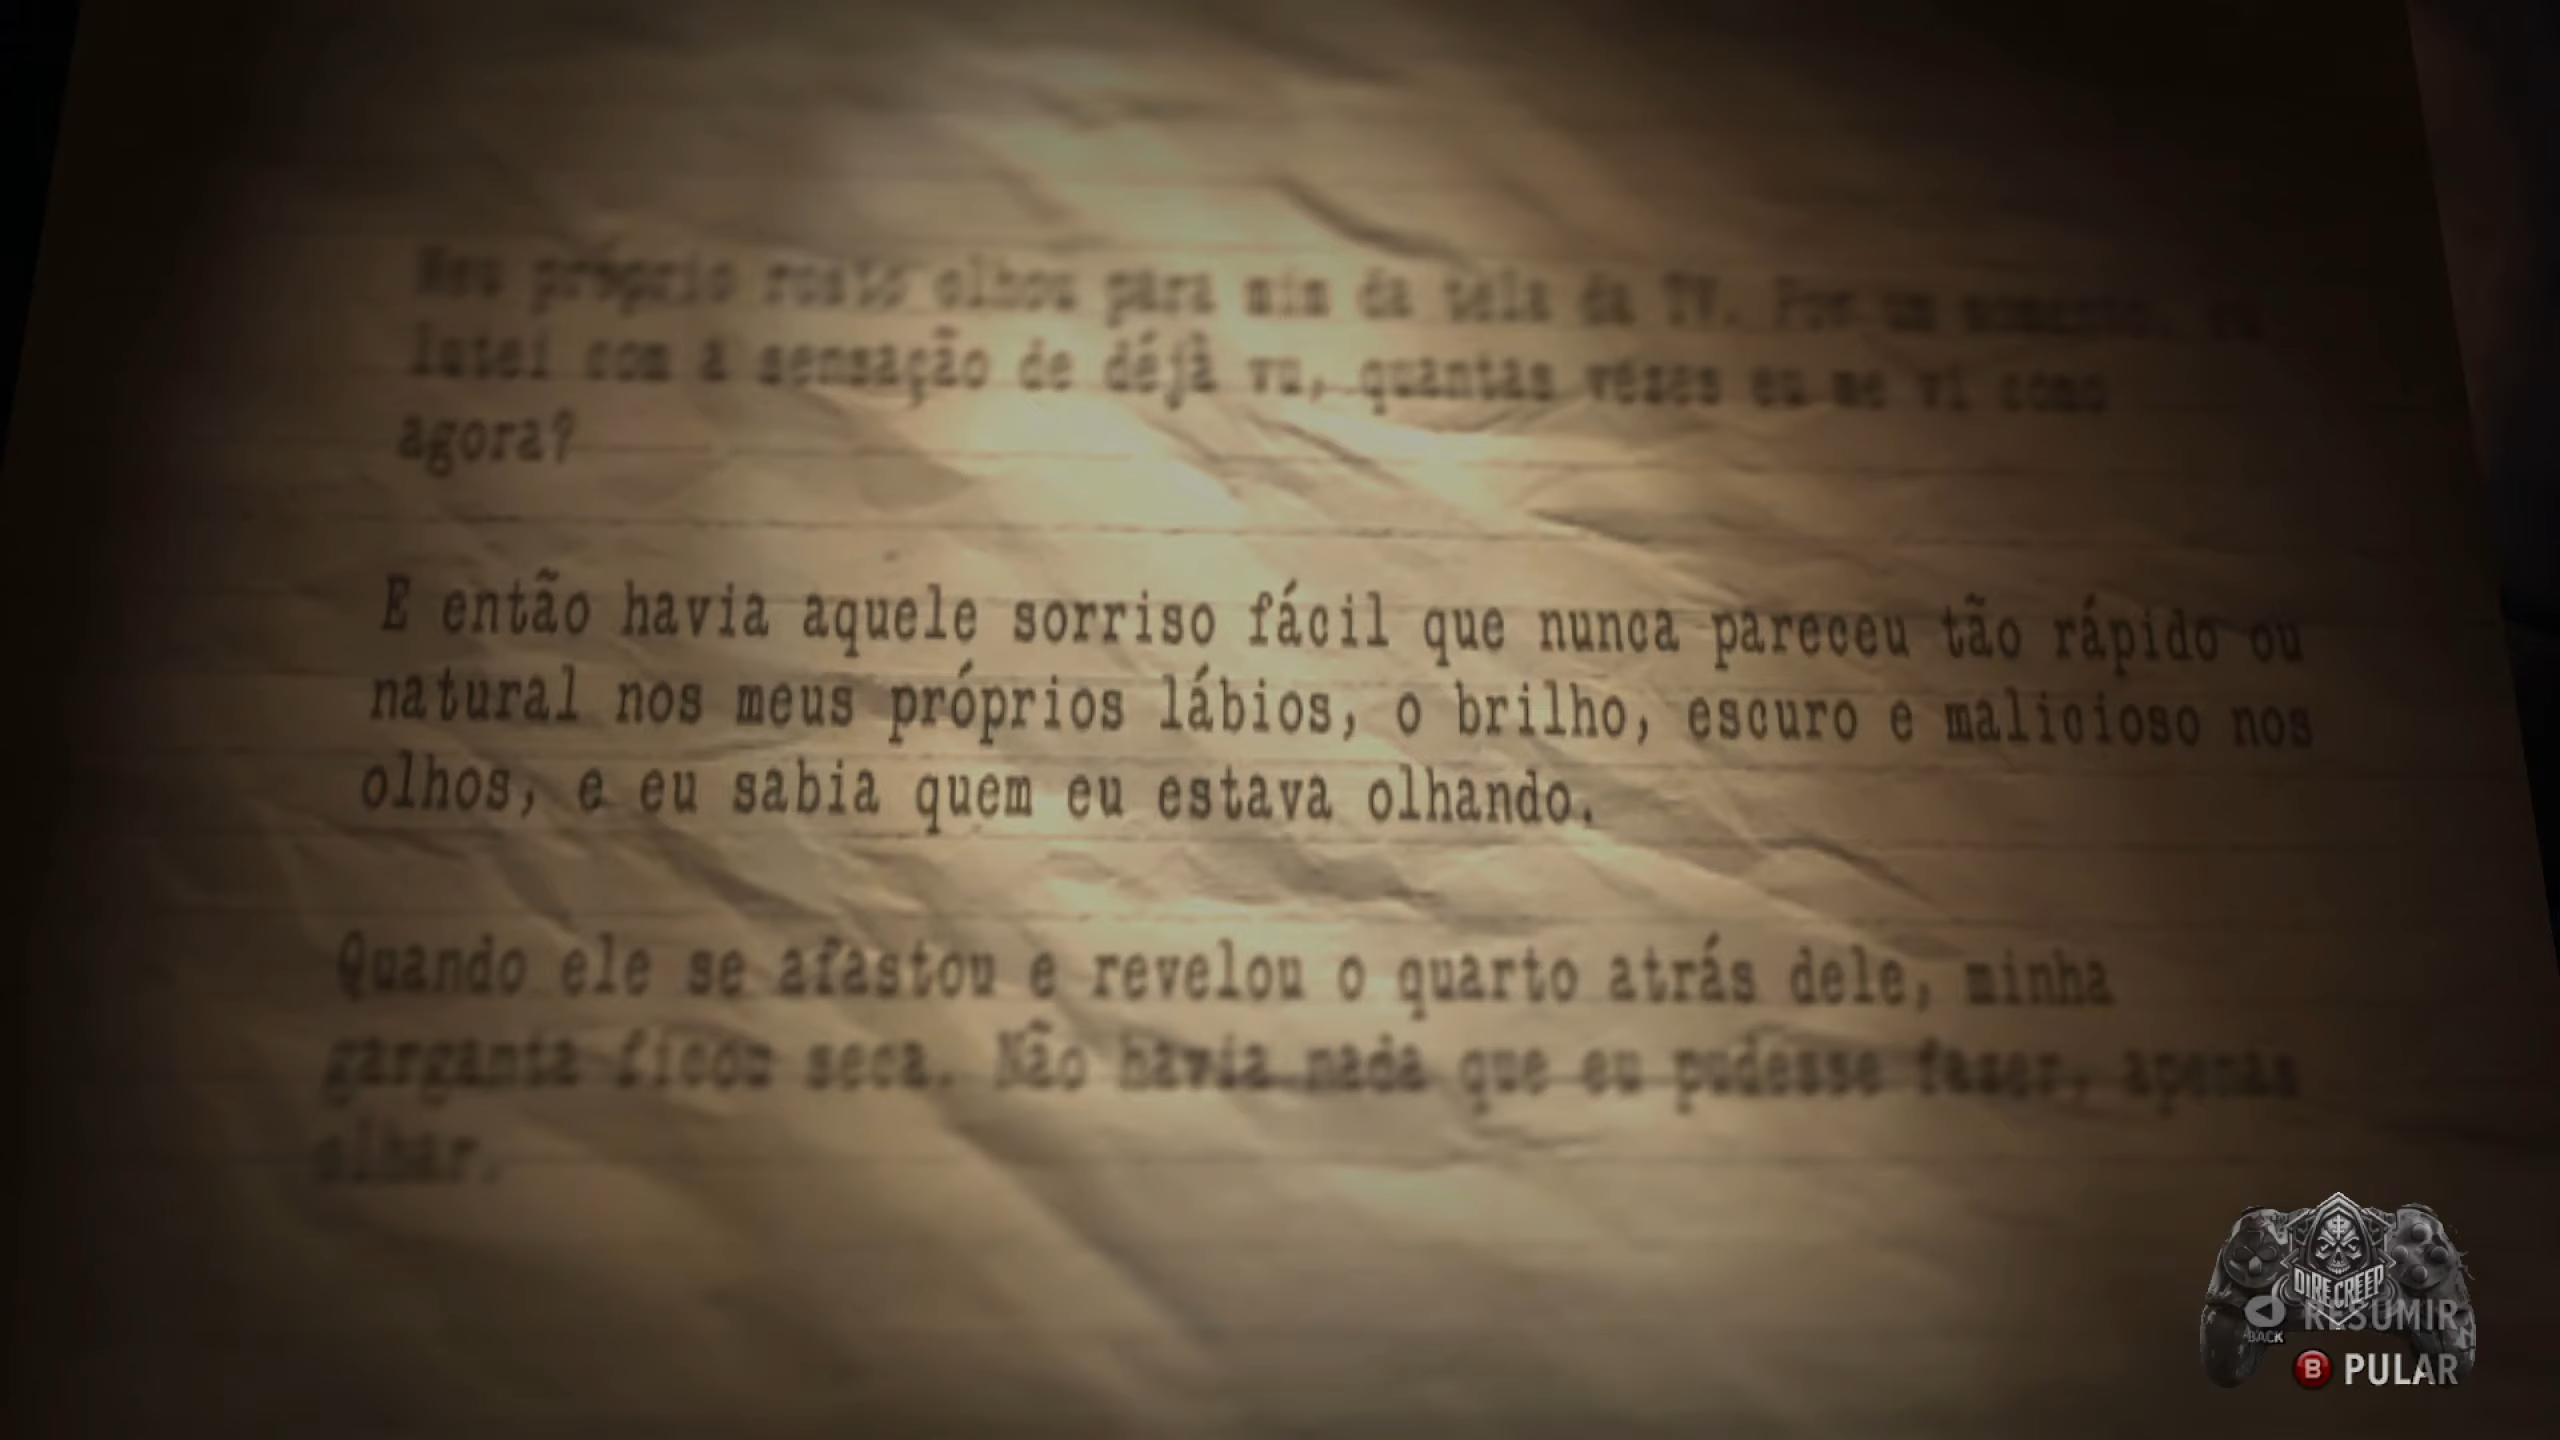 Meu próprio rosto olhou para mim da tela da TV. Por um momento, eu
lutei com a sensação de déjà vu, quantas vezes eu me vi como
agora?
E então havia aquele sorriso fácil que nunca pareceu tão rápido ou
natural nos meus próprios lábios, o brilho, escuro e malicioso nos
olhos, e eu sabia quem eu estava olhando.
Quando ele se afastou e revelou o quarto atrás dele, minha
garganta ficou seca. Não havia nada que eu pudesse fazer, apenas
olhar.
DIRE CREEP
RESUMIR
BACK
B PULAR